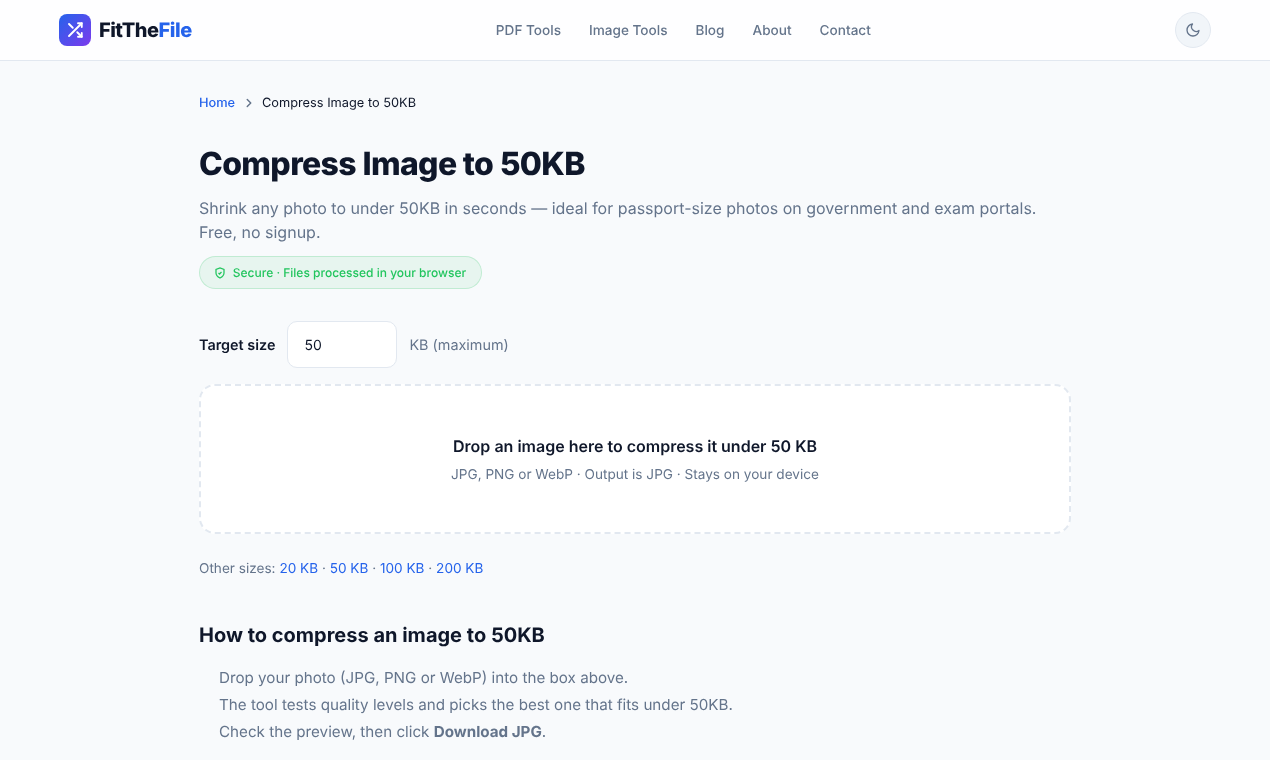 FitTheFile
PDF Tools
Image Tools
Blog
About
Contact
Home > Compress Image to 50KB
Compress Image to 50KB
Shrink any photo to under 50KB in seconds — ideal for passport-size photos on government and exam portals.
Free, no signup.
Secure · Files processed in your browser
Target size 50 KB (maximum)
Drop an image here to compress it under 50 KB
JPG, PNG or WebP · Output is JPG · Stays on your device
Other sizes: 20 KB · 50 KB · 100 KB · 200 KB
How to compress an image to 50KB
Drop your photo (JPG, PNG or WebP) into the box above.
The tool tests quality levels and picks the best one that fits under 50KB.
Check the preview, then click Download JPG.